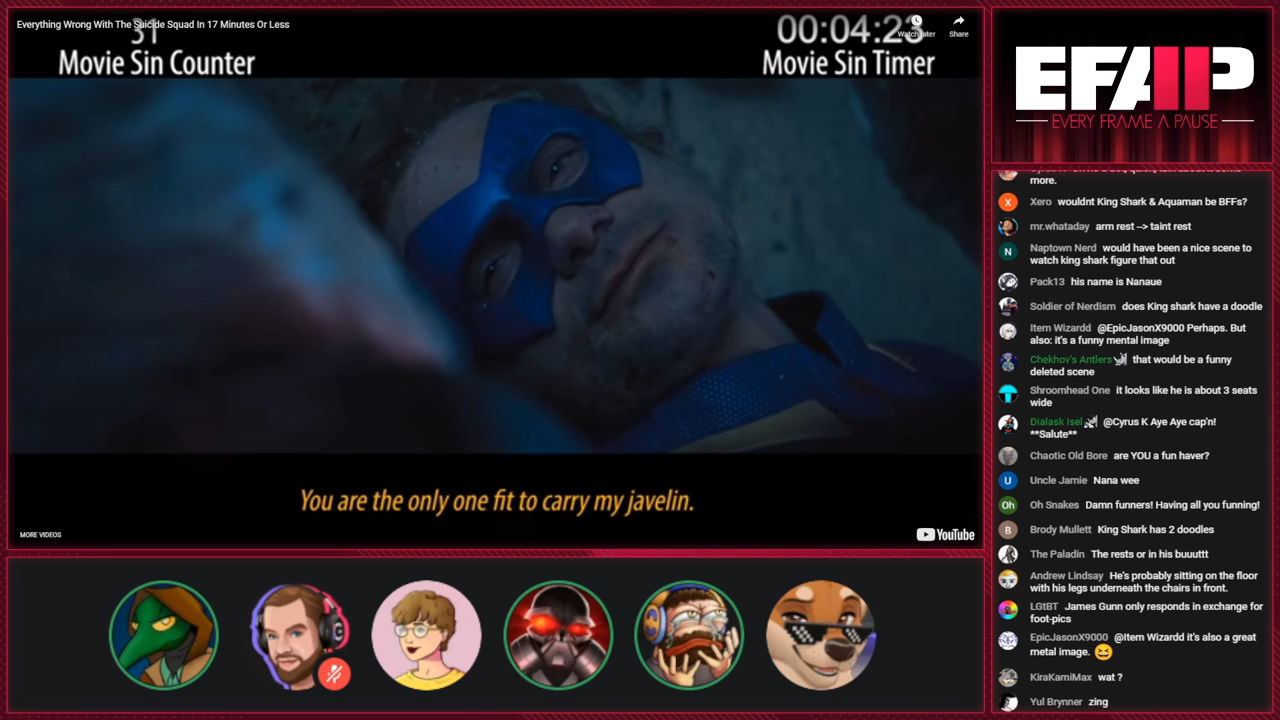 Everything Wrong With The Suicide Squad In 17 Minutes Or Less
31
Movie Sin Counter
00:04:23
Movie Sin Timer
Watch later
Share
You are the only one fit to carry my javelin.
MORE VIDEOS
YouTube
EFAP
EVERY FRAME A PAUSE
more.
Xero wouldnt King Shark & Aquaman be BFFs?
mr.whataday arm rest --> taint rest
Naptown Nerd would have been a nice scene to
watch king shark figure that out
Pack13 his name is Nanaue
Soldier of Nerdism does King shark have a doodle
Item Wizardd @EpicJasonX9000 Perhaps. But
also: it's a funny mental image
Chekhov's Antlers that would be a funny
deleted scene
Shroomhead One it looks like he is about 3 seats
wide
Dialask Isel @Cyrus K Aye Aye cap'n!
**Salute**
Chaotic Old Bore are YOU a fun haver?
Uncle Jamie Nana wee
Oh Snakes Damn funners! Having all you funning!
Brody Mullett King Shark has 2 doodles
The Paladin The rests or in his buuuttt
Andrew Lindsay He's probably sitting on the floor
with his legs underneath the chairs in front.
LGtBT James Gunn only responds in exchange for
foot-pics
EpicJasonX9000 @Item Wizardd it's also a great
metal image. 😆
KiraKamiMax wat ?
Yul Brynner zing